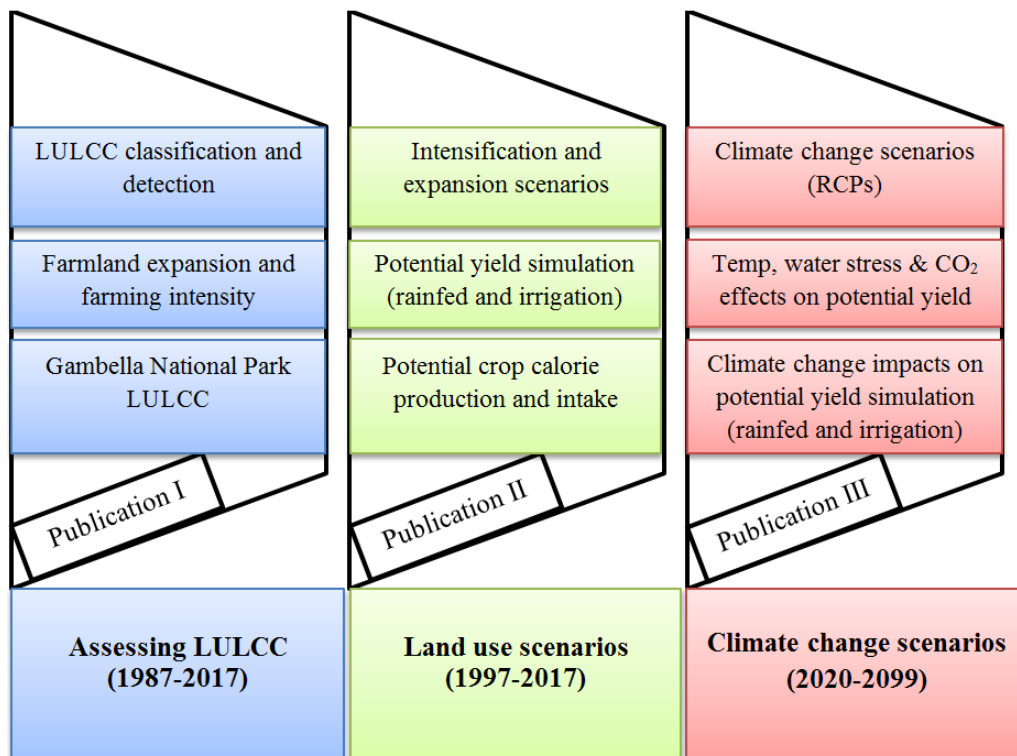 LULCC classification and
detection
Farmland expansion and
farming intensity
Gambella National Park
LULCC
Publication I
Assessing LULCC
(1987-2017)
Intensification and
expansion scenarios
Potential yield simulation
(rainfed and irrigation)
Potential crop calorie
production and intake
Publication II
Land use scenarios
(1997-2017)
Climate change scenarios
(RCPs)
Temp, water stress & CO₂
effects on potential yield
Climate change impacts on
potential yield simulation
(rainfed and irrigation)
Publication III
Climate change scenarios
(2020-2099)